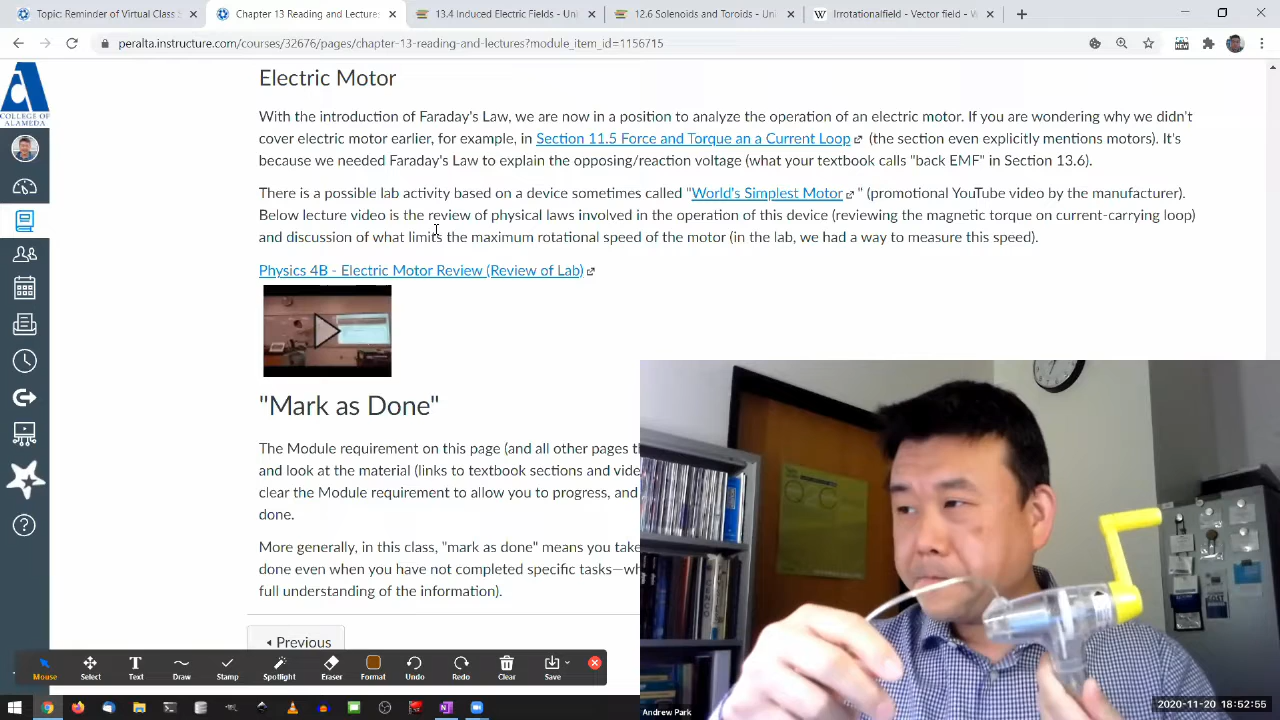 Topic Reminder of Virtual Class
Chapter 13 reading and lectures:
13.4 Induced Electric Fields - Uni
12.6 Solenoids and Toroids - Uni
Irrotationalfield - Vector field - W
peralta.instructure.com/courses/32676/pages/chapter-13-reading-and-lectures?module_item_id=1156715
NEW
COLLEGE OF
ALAMEDA
Electric Motor
With the introduction of Faraday's Law, we are now in a position to analyze the operation of an electric motor. If you are wondering why we didn't
cover electric motor earlier, for example, in Section 11.5 Force and Torque an a Current Loop (the section even explicitly mentions motors). It's
because we needed Faraday's Law to explain the opposing/reaction voltage (what your textbook calls "back EMF" in Section 13.6).
There is a possible lab activity based on a device sometimes called "World's Simplest Motor " (promotional YouTube video by the manufacturer).
Below lecture video is the review of physical laws involved in the operation of this device (reviewing the magnetic torque on current-carrying loop)
and discussion of what limits the maximum rotational speed of the motor (in the lab, we had a way to measure this speed).
Physics 4B - Electric Motor Review (Review of Lab)
"Mark as Done"
The Module requirement on this page (and all other pages
and look at the material (links to textbook sections and
clear the Module requirement to allow you to progress, and
done.
More generally, in this class, "mark as done" means you take
done even when you have not completed specific tasks—
full understanding of the information).
Previous
Mouse
Select
Text
Draw
Stamp
Spotlight
Eraser
Format
Undo
Redo
Clear
Save
Andrew Park
2020-11-20 18:52:55